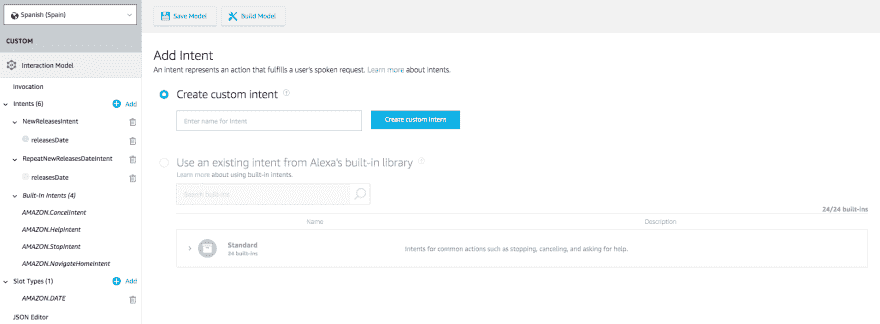 Spanish (Spain)
Save Model
Build Model
CUSTOM
Interaction Model
Invocation
Intents (6)
Add
NewReleasesIntent
releasesDate
RepeatNewReleasesDateIntent
releasesDate
Built-In Intents (4)
AMAZON.CancelIntent
AMAZON.HelpIntent
AMAZON.StopIntent
AMAZON.NavigateHomeIntent
Slot Types (1)
Add
AMAZON.DATE
JSON Editor
Add Intent
An intent represents an action that fulfills a user's spoken request. Learn more about intents.
Create custom intent
Enter name for intent
Create custom intent
Use an existing intent from Alexa's built-in library
Learn more about using built-in intents.
Search built-ins
24/24 built-ins
Name
Description
Standard
24 built-ins
Intents for common actions such as stopping, canceling, and asking for help.